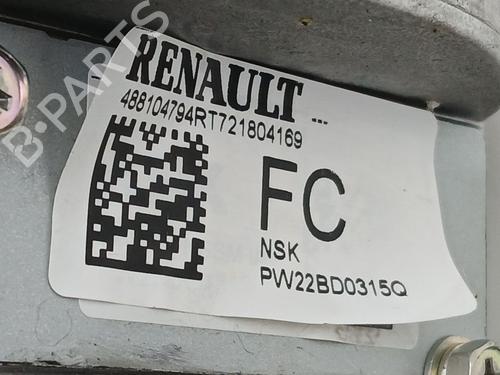 RENAULT ...
488104794RT721804169
FC
NSK
PW22BD0315Q
B-PARTS